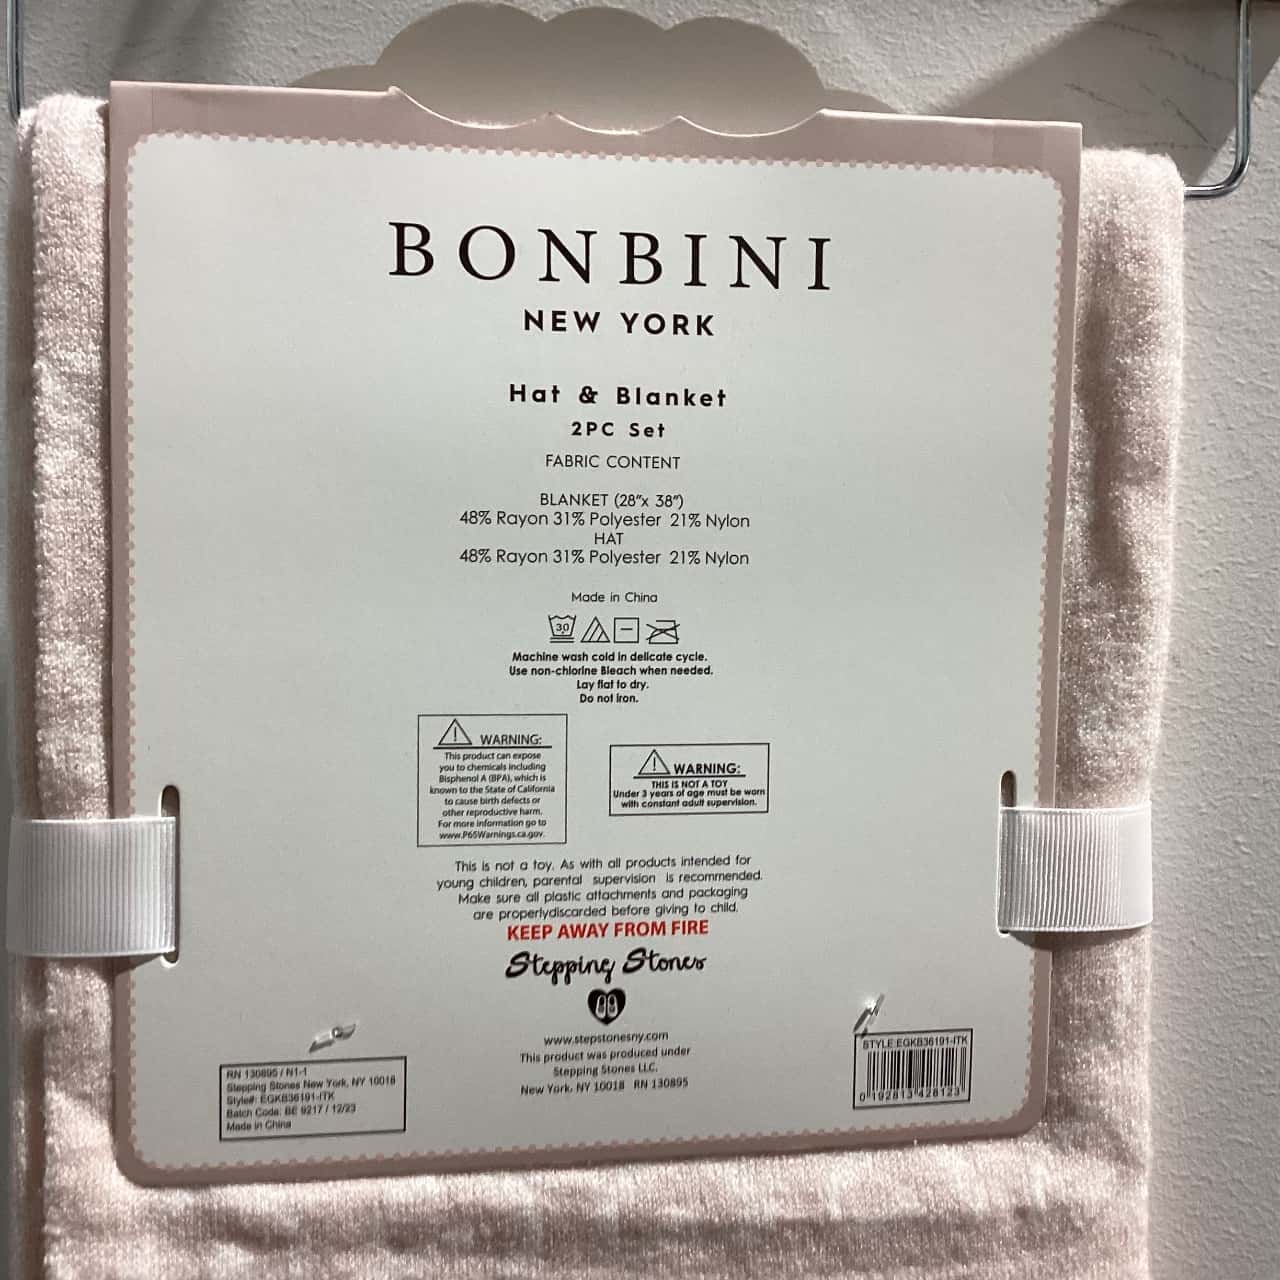 BONBINI
NEW YORK
Hat & Blanket
2PC Set
FABRIC CONTENT
BLANKET (28"x 38")
48% Rayon 31% Polyester 21% Nylon
HAT
48% Rayon 31% Polyester 21% Nylon
Made in China
30
Machine wash cold in delicate cycle.
Use non-chlorine Bleach when needed.
Lay flat to dry.
Do not Iron.
WARNING:
This product can expose
you to chemicals including
Bisphenol A (BPA), which is
known to the State of California
to cause birth defects or
other reproductive harm.
For more information go to
www.P65Warnings.ca.gov.
WARNING:
THIS IS NOT A TOY
Under 3 years of age must be worn
with constant adult supervision.
This is not a toy. As with all products intended for
young children, parental supervision is recommended.
Make sure all plastic attachments and packaging
are properlydiscarded before giving to child.
KEEP AWAY FROM FIRE
Stepping Stones
www.stepstonesny.com
This product was produced under
Stepping Stones LLC.
New York, NY 10018 RN 130895
RN 130895 / N1-1
Stepping Stones New York, NY 10018
Style#: EGKB36191-ITK
Batch Code: BE 9217 / 12/23
Made in China
STYLE:EGKB36191-ITK
0 192813 428123